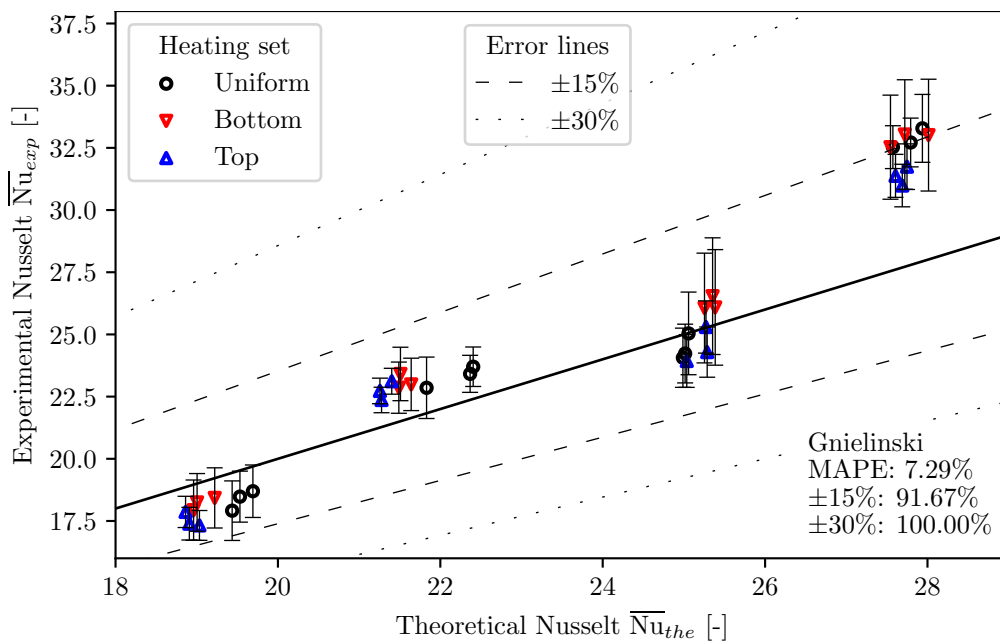 37.5
35.0
32.5
30.0
27.5
25.0
22.5
20.0
17.5
Experimental Nusselt N̅u̅exp [-]
Heating set
Uniform
Bottom
Top
Error lines
±15%
±30%
Gnielinski
MAPE: 7.29%
±15%: 91.67%
±30%: 100.00%
18 20 22 24 26 28
Theoretical Nusselt N̅u̅the [-]